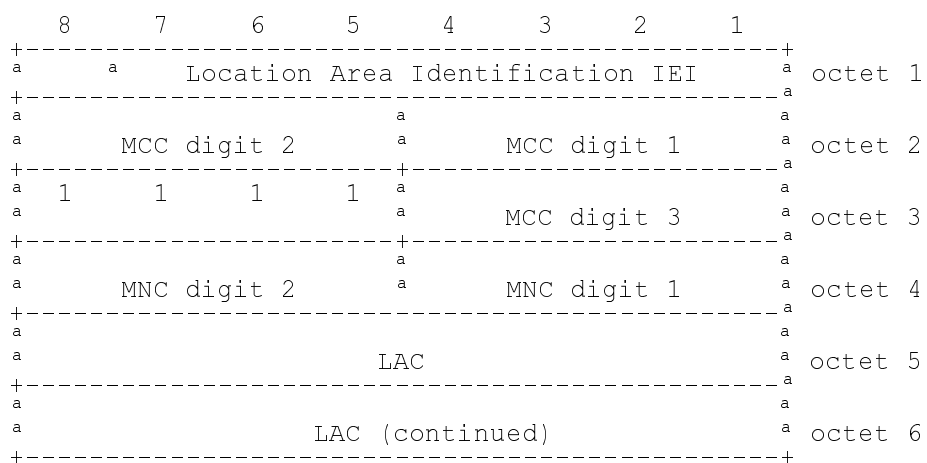 8 7 6 5 4 3 2 1
+-----------------------------------------------+
a a Location Area Identification IEI a octet 1
+-----------------------------------------------a
a a a
a MCC digit 2 a MCC digit 1 a octet 2
+-----------------------+-----------------------a
a 1 1 1 1 a a
a a MCC digit 3 a octet 3
+-----------------------+-----------------------a
a a a
a MNC digit 2 a MNC digit 1 a octet 4
+-----------------------------------------------a
a a
a LAC a octet 5
+-----------------------------------------------a
a a
a LAC (continued) a octet 6
+-----------------------------------------------+